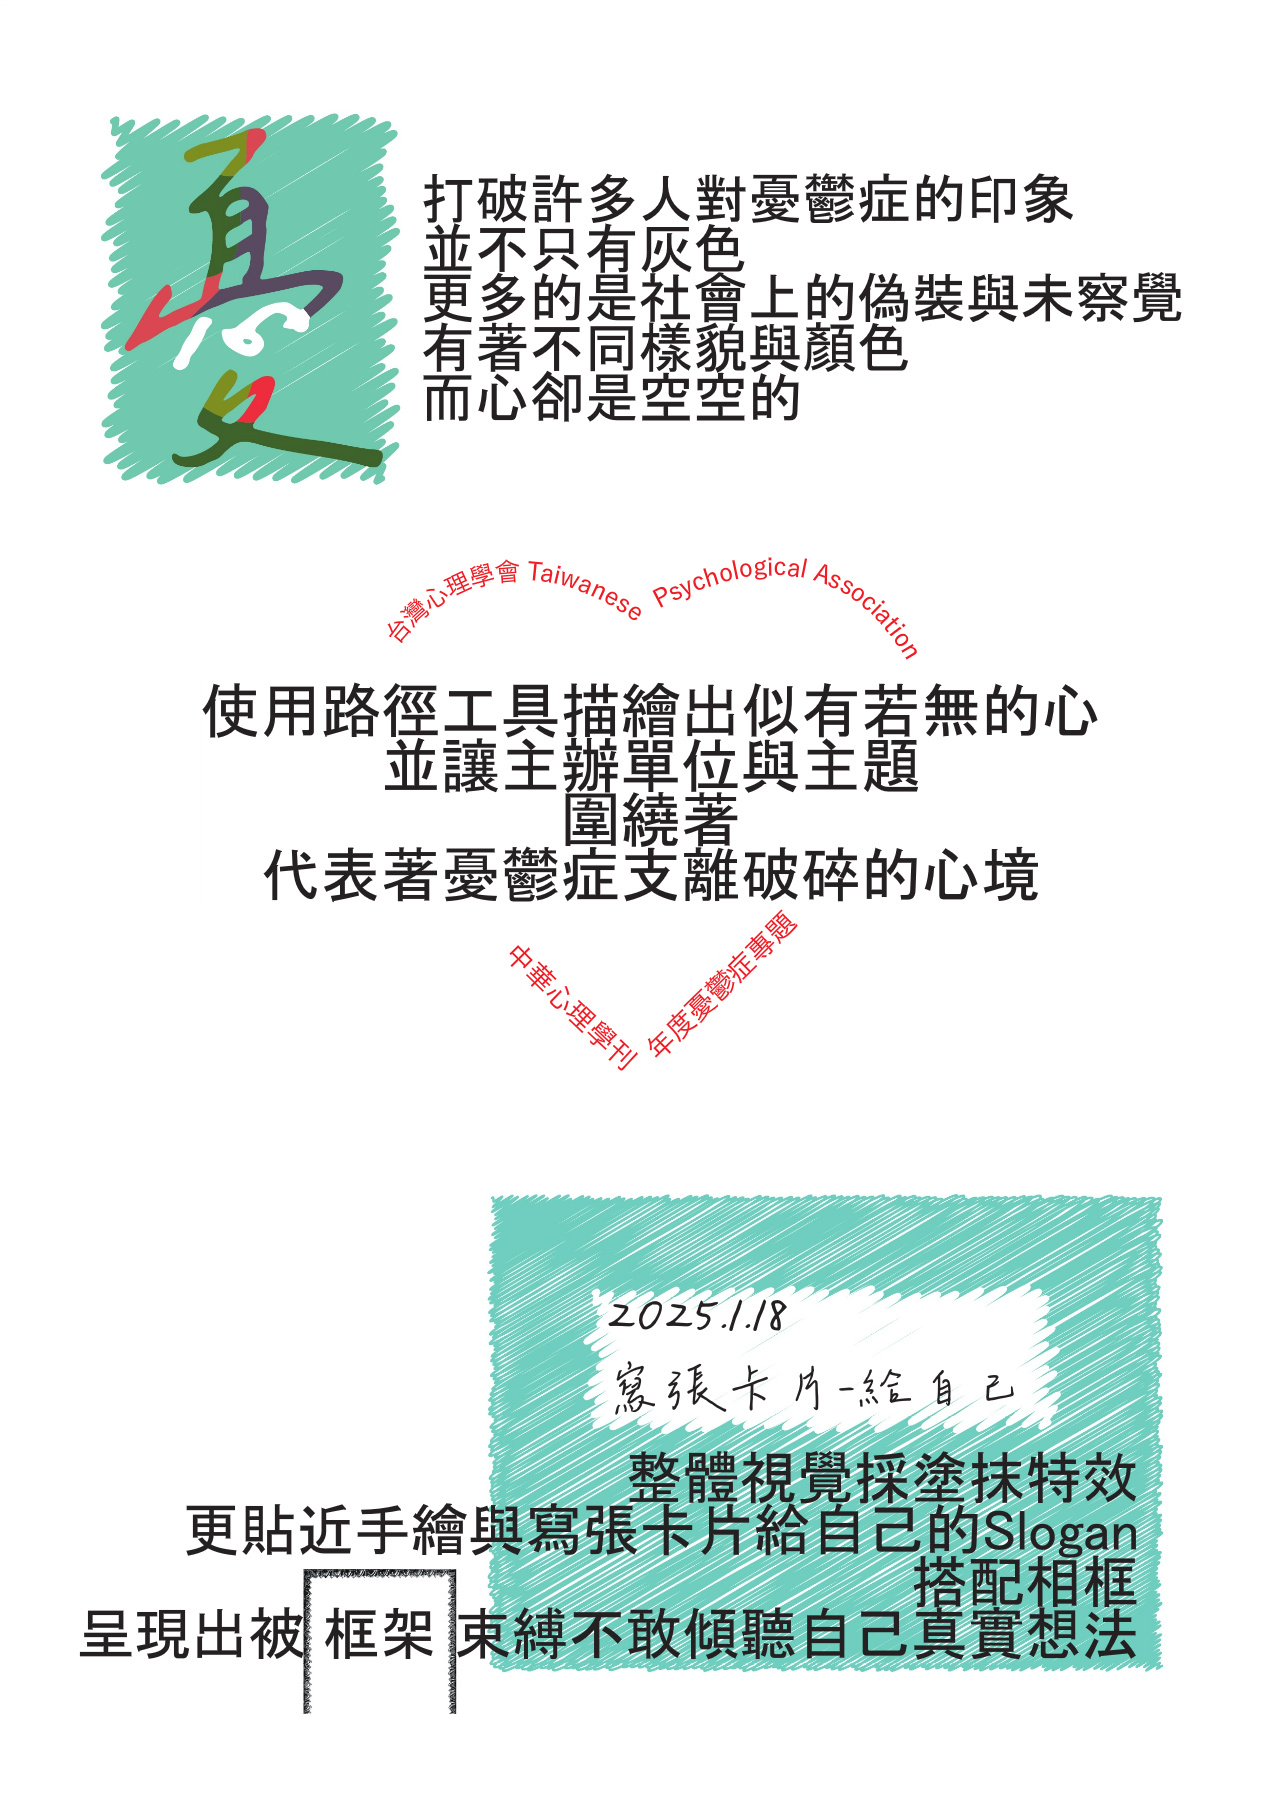 憂
打破許多人對憂鬱症的印象
並不只有灰色
更多的是社會上的偽裝與未察覺
有著不同樣貌與顏色
而心卻是空空的
台灣心理學會 Taiwanese Psychological Association
使用路徑工具描繪出似有若無的心
並讓主辦單位與主題
圍繞著
代表著憂鬱症支離破碎的心境
中華心理學刊 年度憂鬱症專題
2025.1.18
寫張卡片-給自己
整體視覺採塗抹特效
更貼近手繪與寫張卡片給自己的Slogan
搭配相框
呈現出被 框架 束縛不敢傾聽自己真實想法